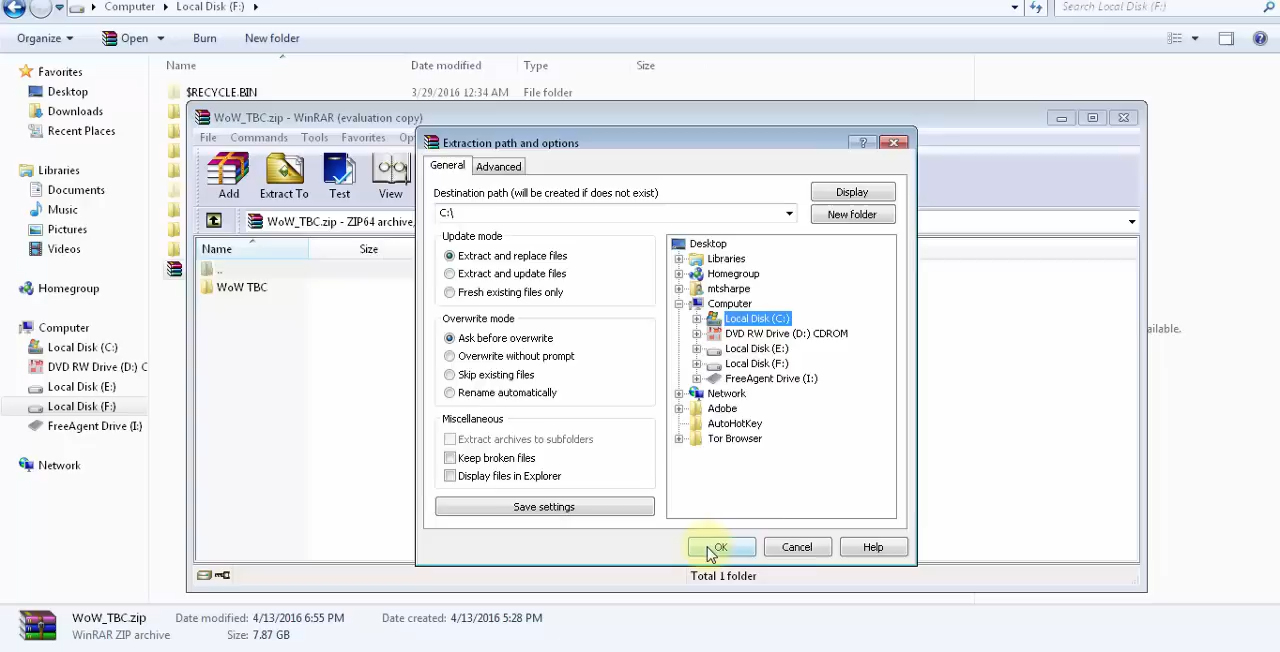 Computer Local Disk (F:) Search Local Disk (F:)
Organize Open Burn New folder
Favorites
Desktop
Downloads
Recent Places
Libraries
Documents
Music
Pictures
Videos
Homegroup
Computer
Local Disk (C:)
DVD RW Drive (D:) C
Local Disk (E:)
Local Disk (F:)
FreeAgent Drive (I:)
Network
Name Date modified Type Size
$RECYCLE.BIN 3/29/2016 12:34 AM File folder
WoW_TBC.zip - WinRAR (evaluation copy)
File Commands Tools Favorites
Add Extract To Test View
WoW_TBC.zip - ZIP64 archive,
Name Size
..
WoW TBC
Total 1 folder
Extraction path and options
General Advanced
Destination path (will be created if does not exist)
C:\
Display
New folder
Update mode
Extract and replace files
Extract and update files
Fresh existing files only
Overwrite mode
Ask before overwrite
Overwrite without prompt
Skip existing files
Rename automatically
Miscellaneous
Extract archives to subfolders
Keep broken files
Display files in Explorer
Save settings
Desktop
Libraries
Homegroup
mtsharpe
Computer
Local Disk (C:)
DVD RW Drive (D:) CDROM
Local Disk (E:)
Local Disk (F:)
FreeAgent Drive (I:)
Network
Adobe
AutoHotKey
Tor Browser
OK Cancel Help
WoW_TBC.zip Date modified: 4/13/2016 6:55 PM Date created: 4/13/2016 5:28 PM
WinRAR ZIP archive Size: 7.87 GB